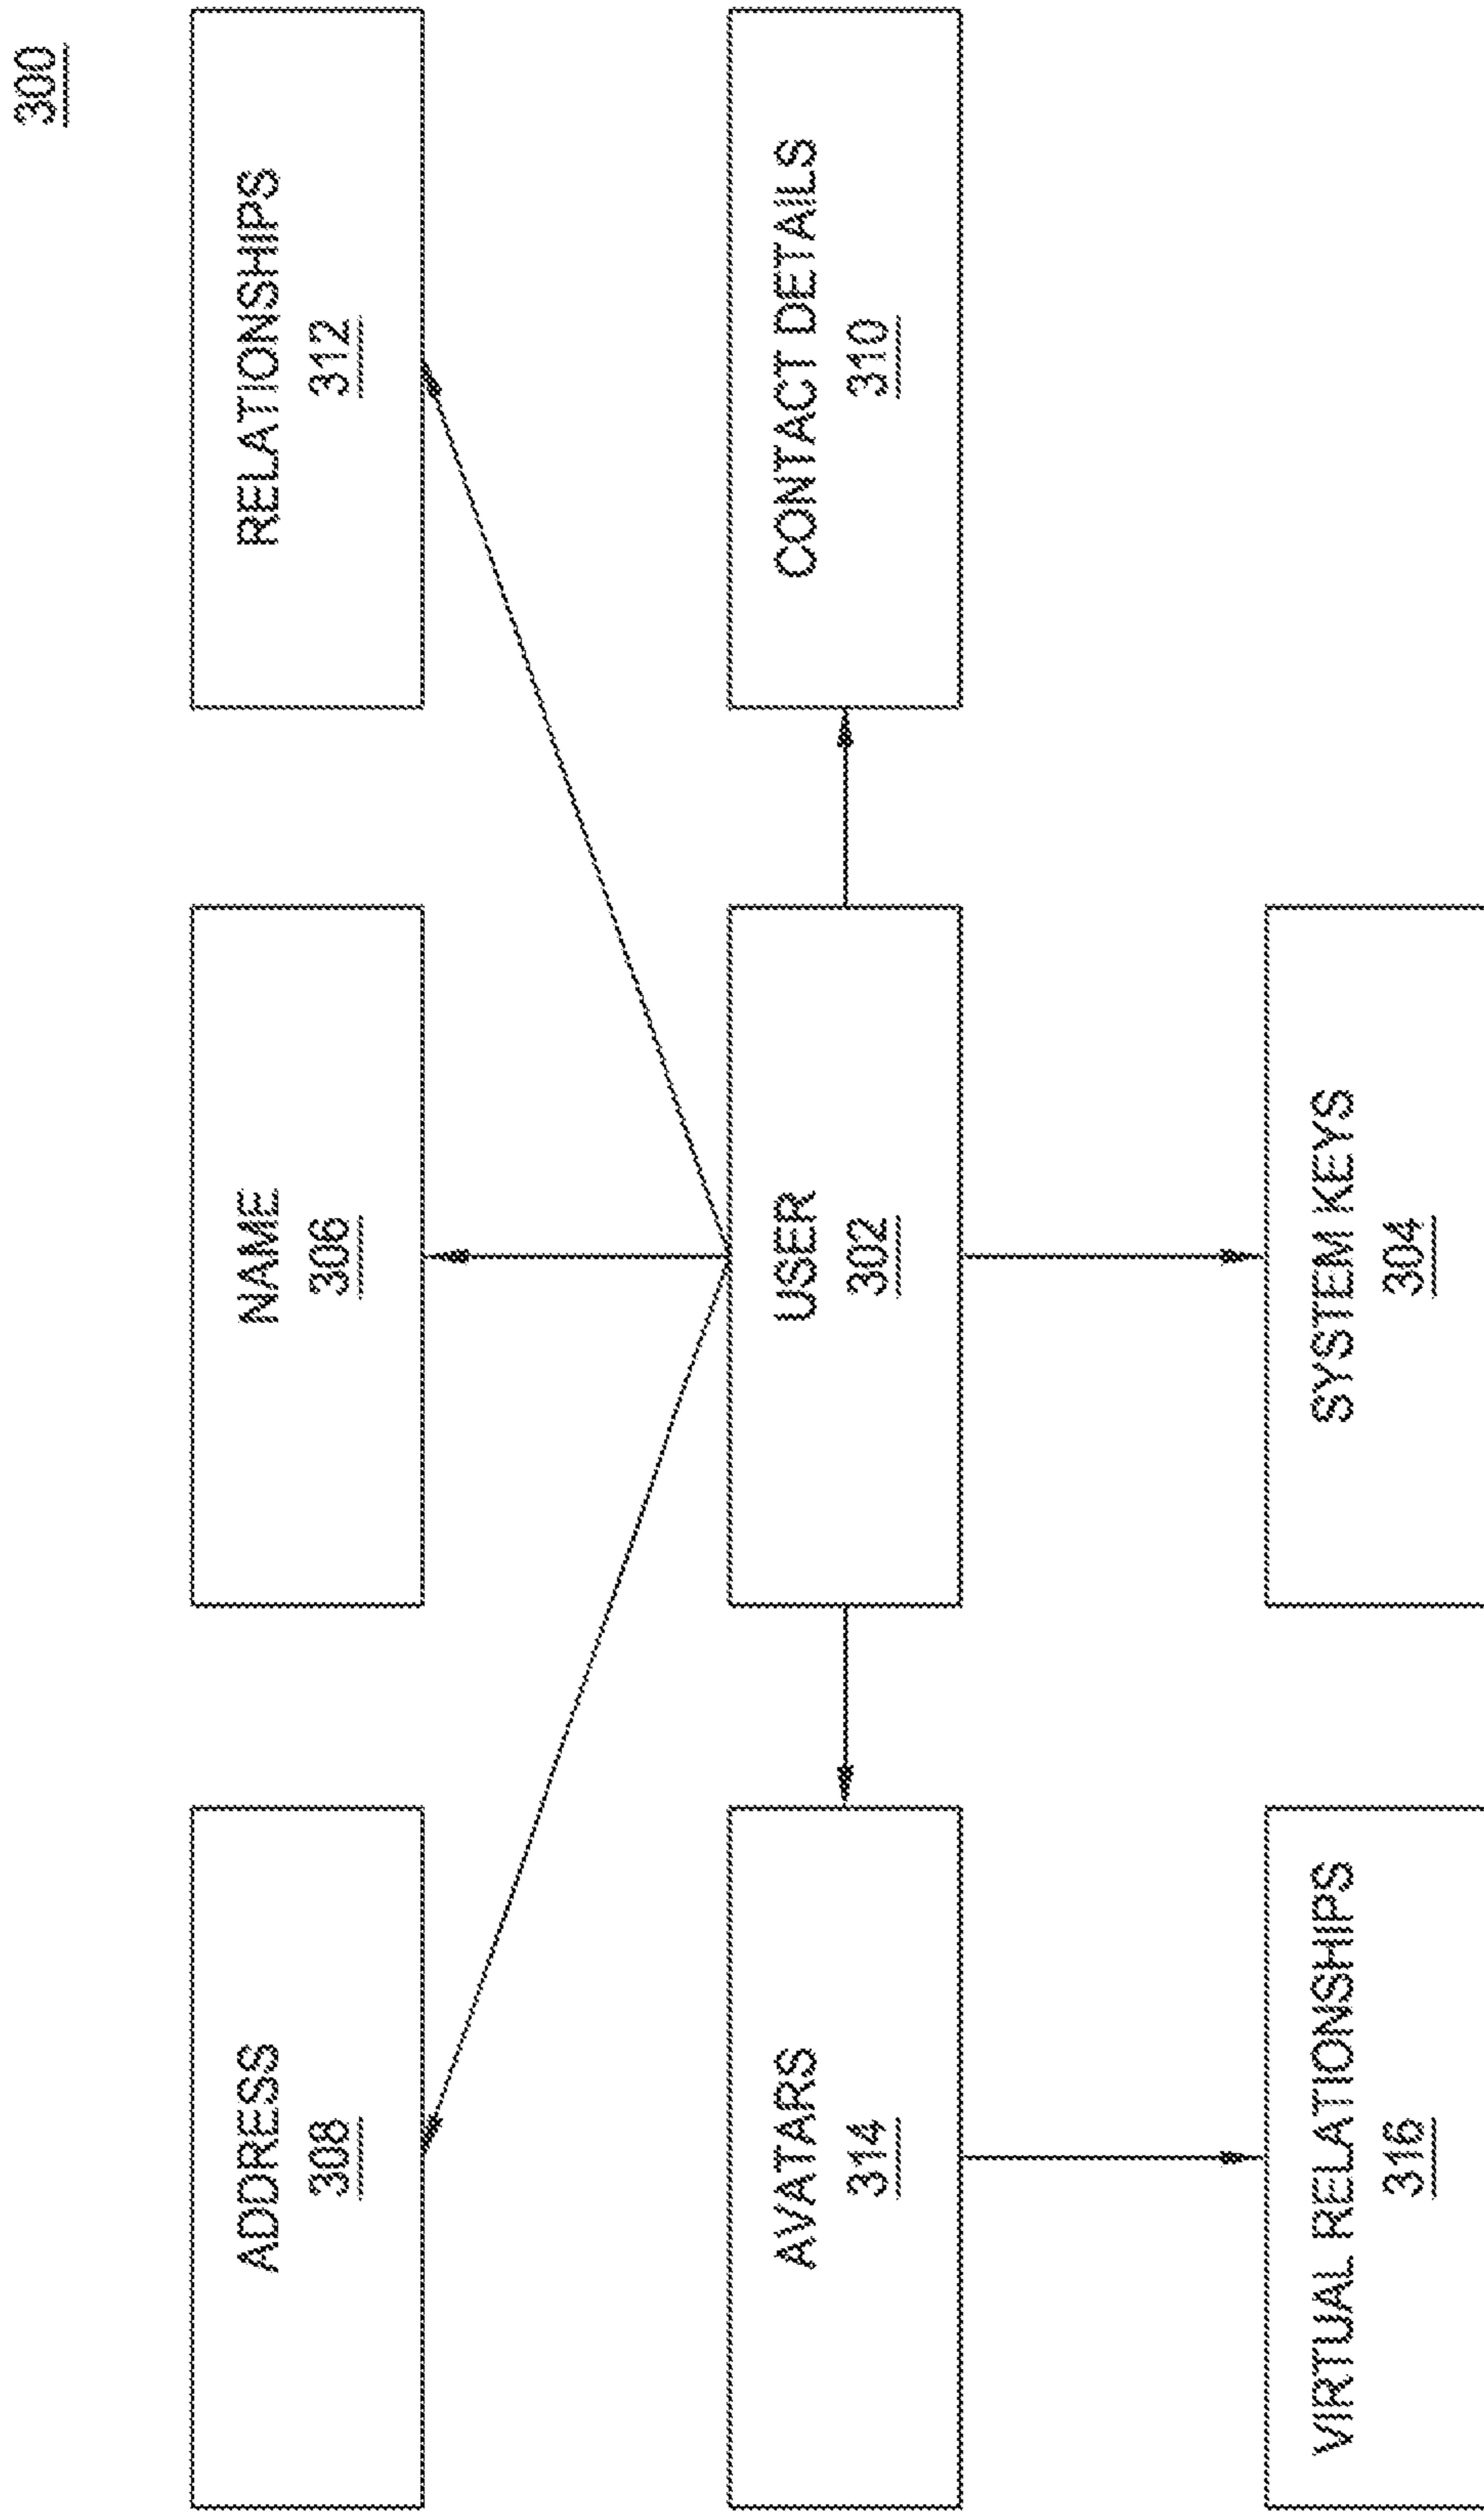 300
ADDRESS
308
NAME
306
RELATIONSHIPS
312
AVATARS
314
USER
302
CONTACT DETAILS
310
VIRTUAL RELATIONSHIPS
316
SYSTEM KEYS
304